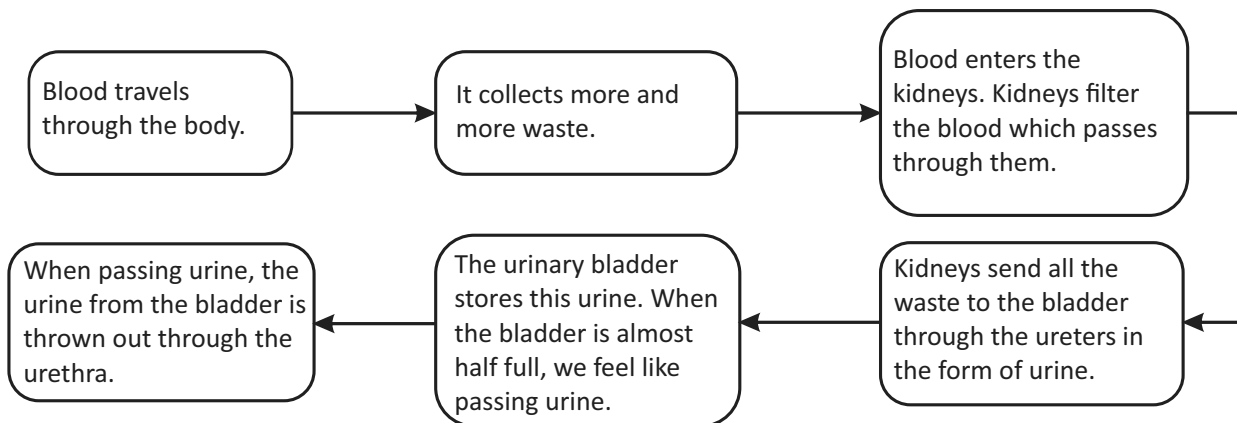 Blood travels
through the body.
It collects more and
more waste.
Blood enters the
kidneys. Kidneys filter
the blood which passes
through them.
Kidneys send all the
waste to the bladder
through the ureters in
the form of urine.
The urinary bladder
stores this urine. When
the bladder is almost
half full, we feel like
passing urine.
When passing urine, the
urine from the bladder is
thrown out through the
urethra.